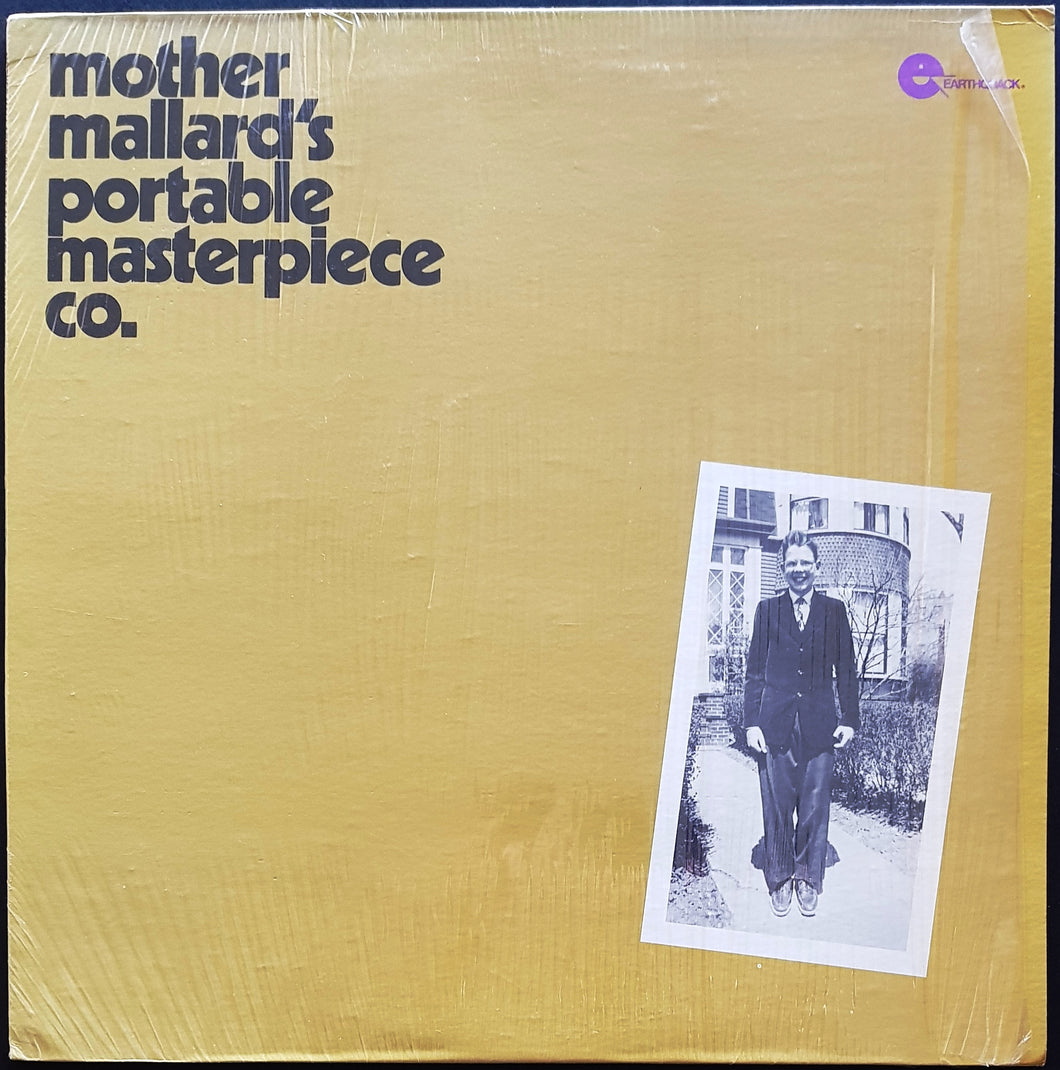 mother
mallard's
portable
masterpiece
co.
e EARTHQUACK®